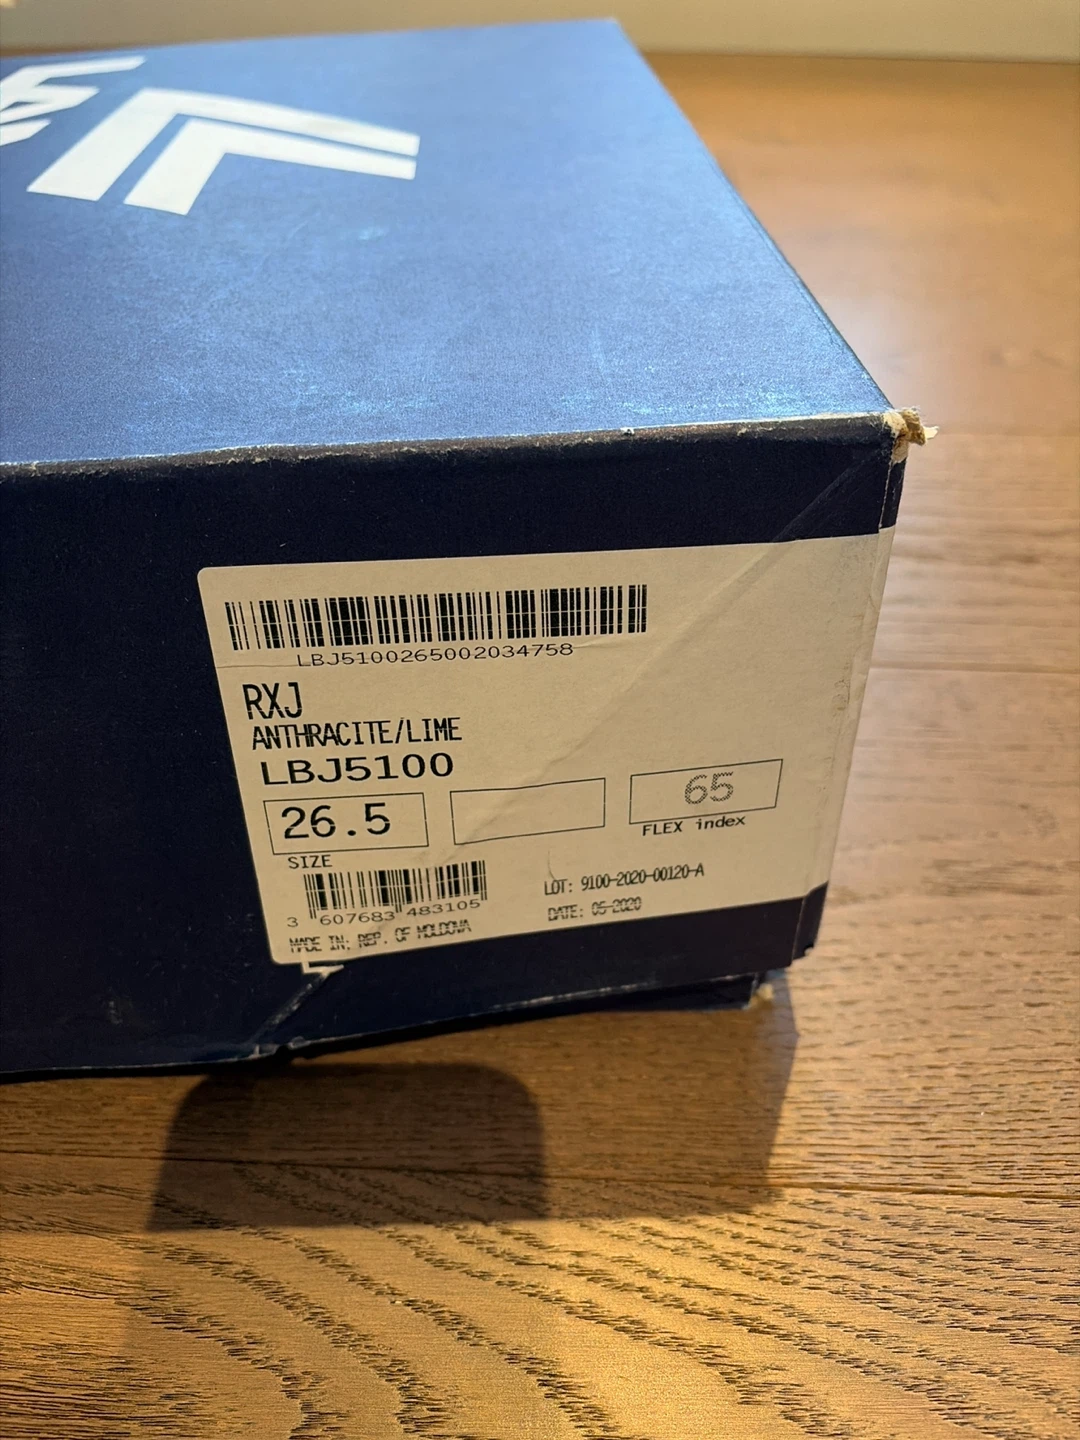 LBJ5100265002034758
RXJ
ANTHRACITE/LIME
LBJ5100
26.5
SIZE
65
FLEX index
3 607683 483105
LOT: 9100-2020-00120-A
DATE: 05-2020
MADE IN: REP. OF MOLDOVA